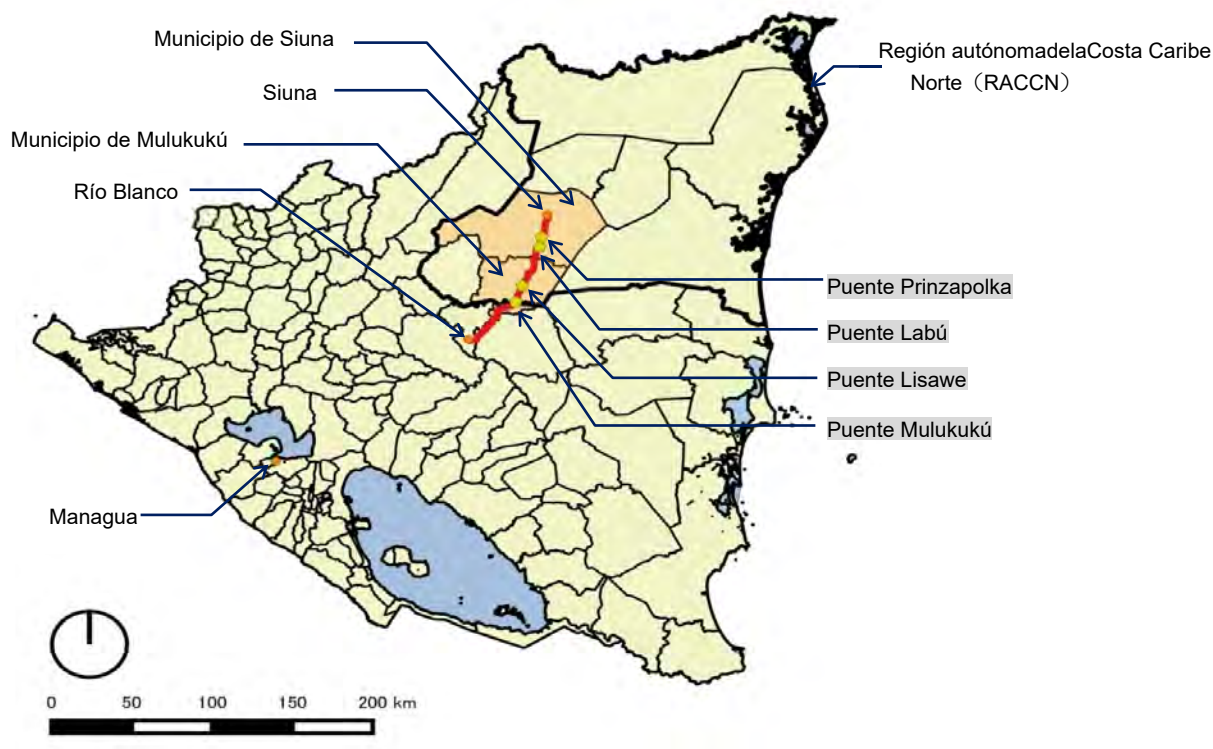 Municipio de Siuna
Región autónomadelaCosta Caribe
Norte（RACCN）
Siuna
Municipio de Mulukukú
Río Blanco
Puente Prinzapolka
Puente Labú
Puente Lisawe
Puente Mulukukú
Managua
0 50 100 150 200 km